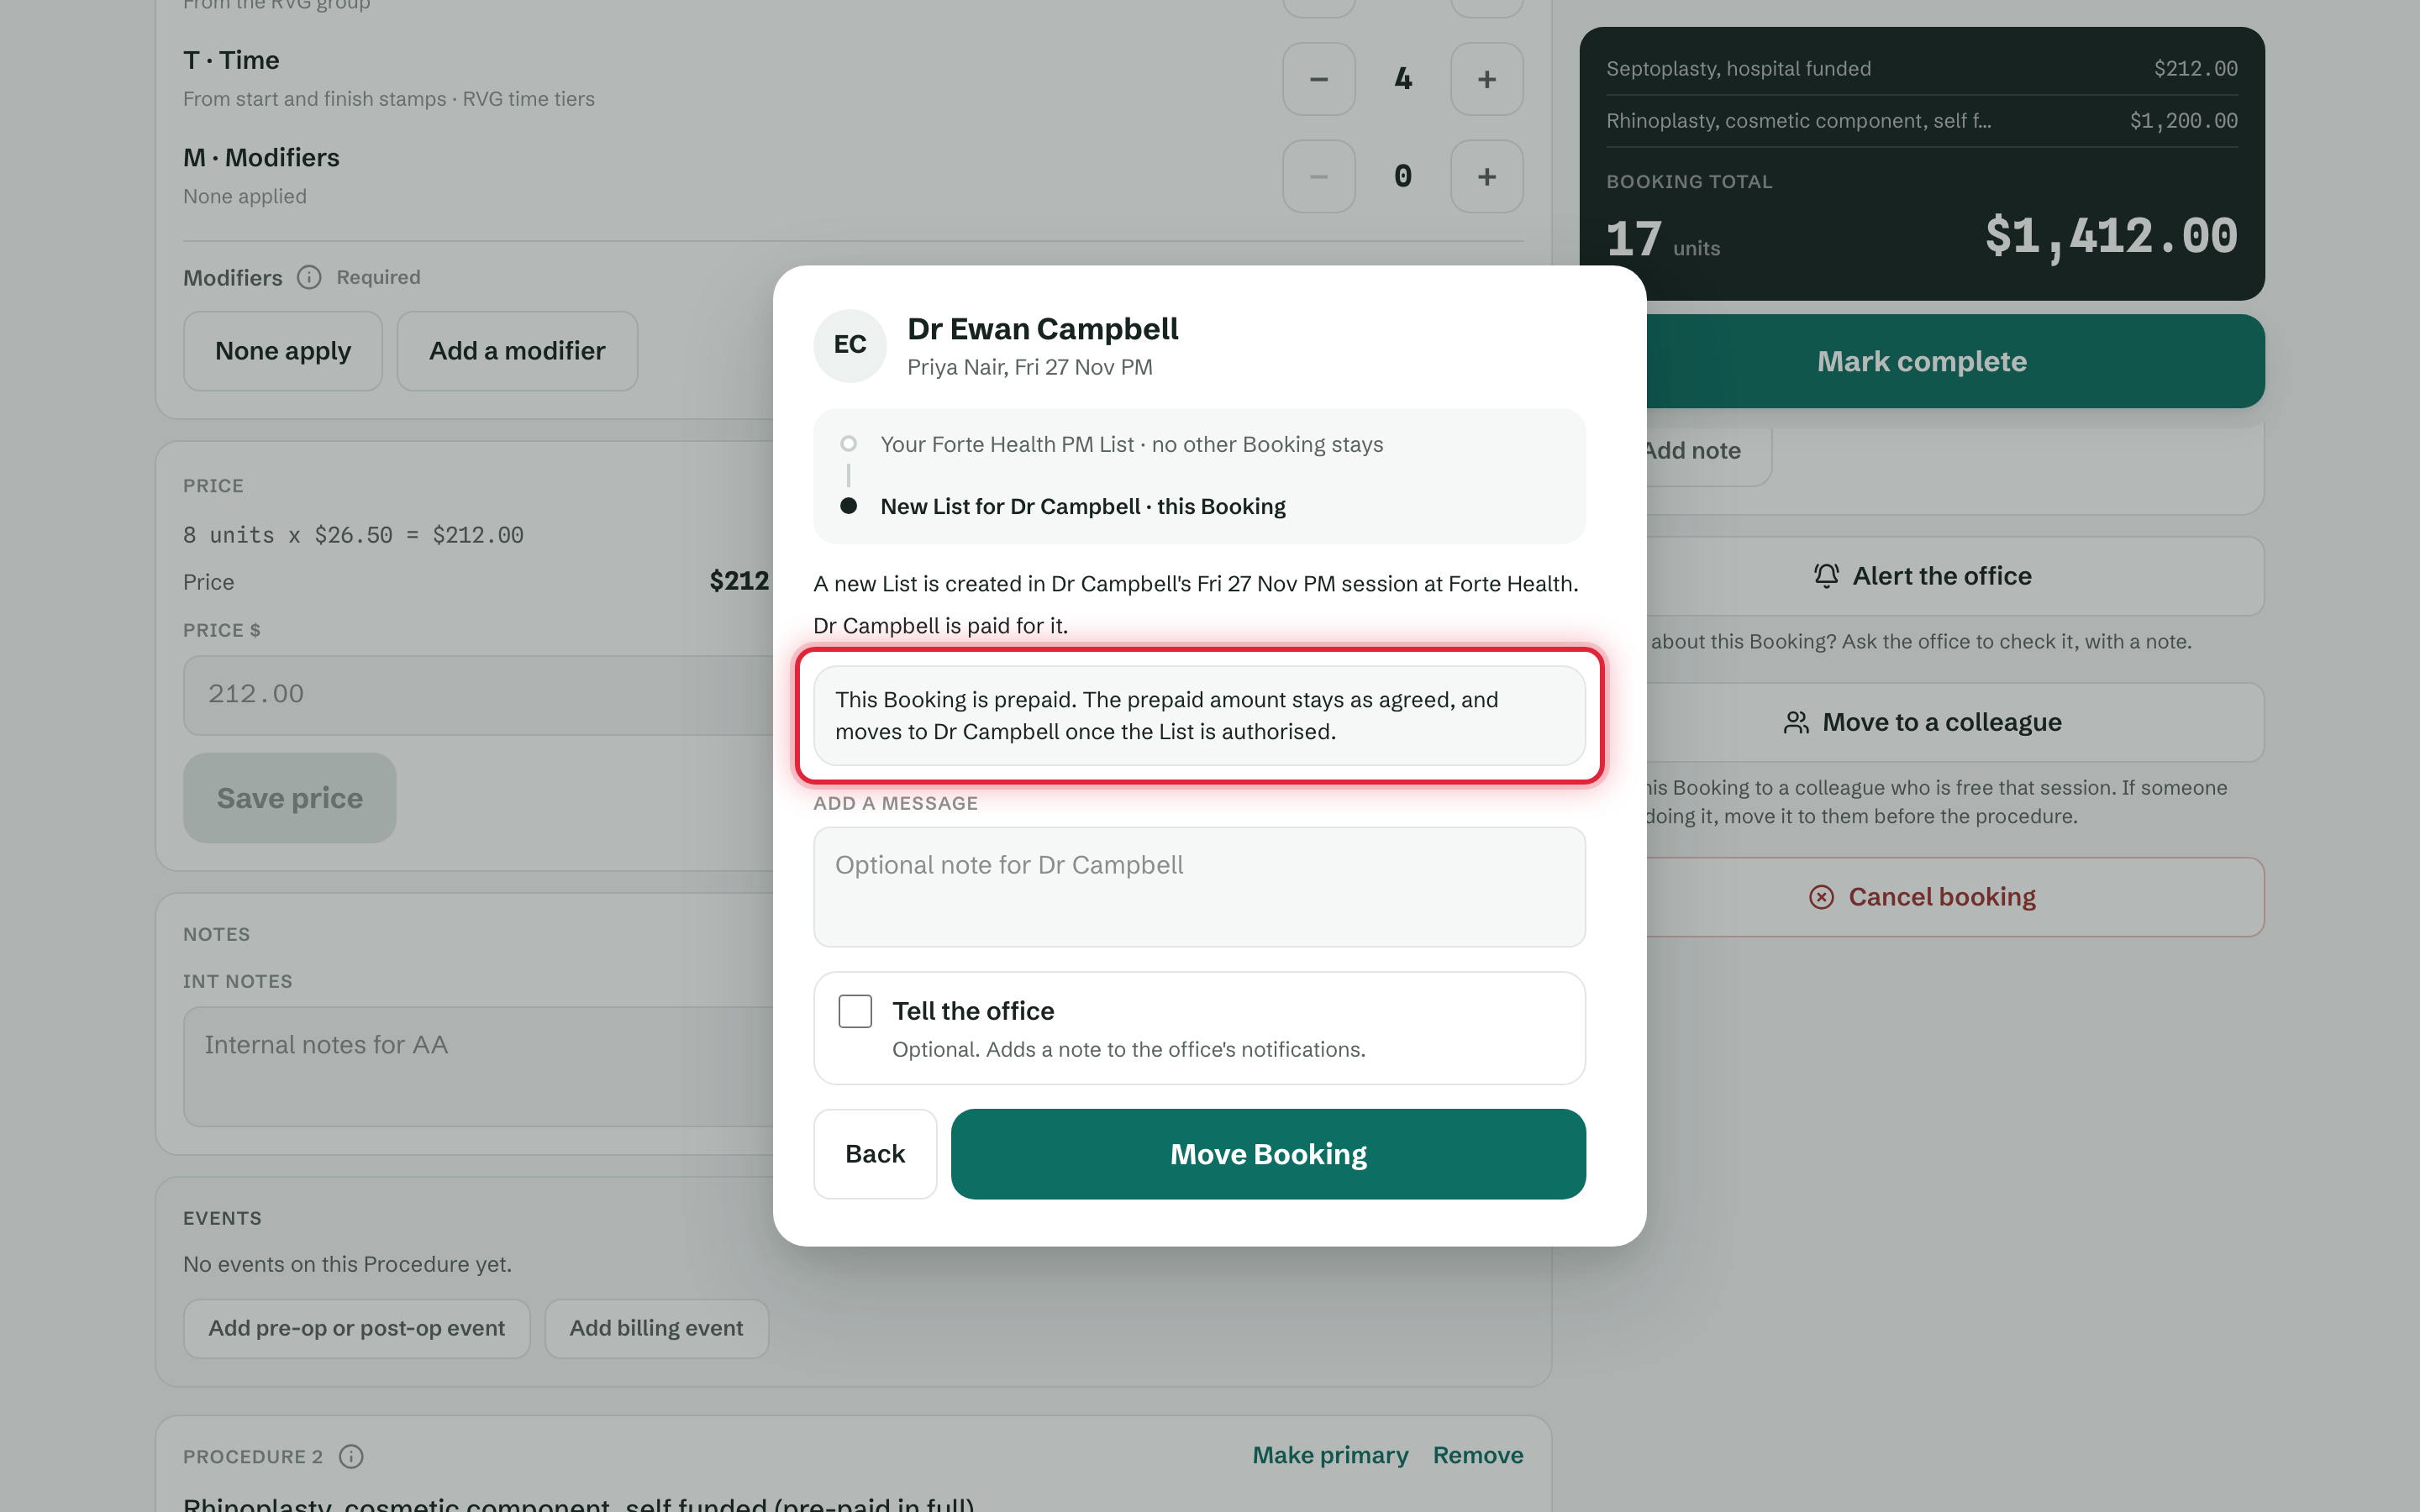 From the RVG group
T · Time
From start and finish stamps · RVG time tiers
− 4 +
M · Modifiers
None applied
− 0 +
Modifiers Required
None apply
Add a modifier
PRICE
8 units x $26.50 = $212.00
Price $212
PRICE $
212.00
Save price
NOTES
INT NOTES
Internal notes for AA
EVENTS
No events on this Procedure yet.
Add pre-op or post-op event
Add billing event
PROCEDURE 2
Make primary
Remove
Rhinoplasty, cosmetic component, self funded (pre-paid in full)
EC
Dr Ewan Campbell
Priya Nair, Fri 27 Nov PM
Your Forte Health PM List · no other Booking stays
New List for Dr Campbell · this Booking
A new List is created in Dr Campbell's Fri 27 Nov PM session at Forte Health.
Dr Campbell is paid for it.
This Booking is prepaid. The prepaid amount stays as agreed, and
moves to Dr Campbell once the List is authorised.
ADD A MESSAGE
Optional note for Dr Campbell
Tell the office
Optional. Adds a note to the office's notifications.
Back
Move Booking
Septoplasty, hospital funded $212.00
Rhinoplasty, cosmetic component, self f… $1,200.00
BOOKING TOTAL
17 units $1,412.00
Mark complete
Add note
Alert the office
about this Booking? Ask the office to check it, with a note.
Move to a colleague
his Booking to a colleague who is free that session. If someone
doing it, move it to them before the procedure.
Cancel booking